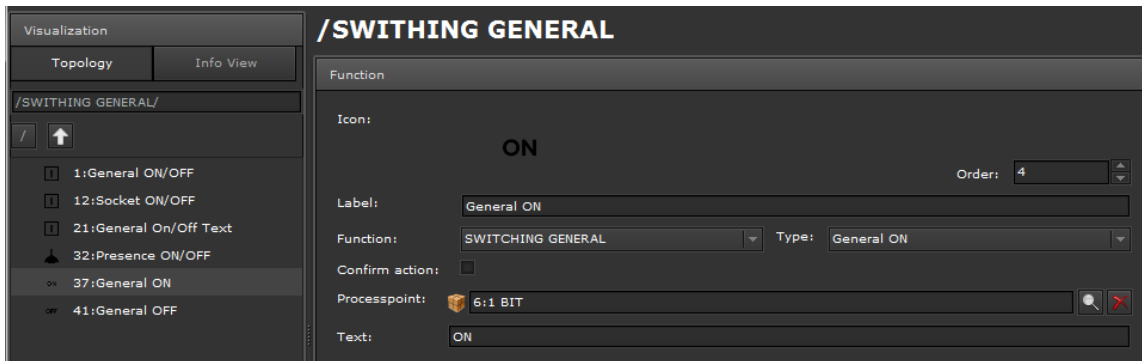 Visualization
Topology Info View
/SWITHING GENERAL/
/
1:General ON/OFF
12:Socket ON/OFF
21:General On/Off Text
32:Presence ON/OFF
ON 37:General ON
OFF 41:General OFF
/SWITHING GENERAL
Function
Icon:
ON
Order: 4
Label: General ON
Function: SWITCHING GENERAL Type: General ON
Confirm action:
Processpoint: 6:1 BIT
Text: ON